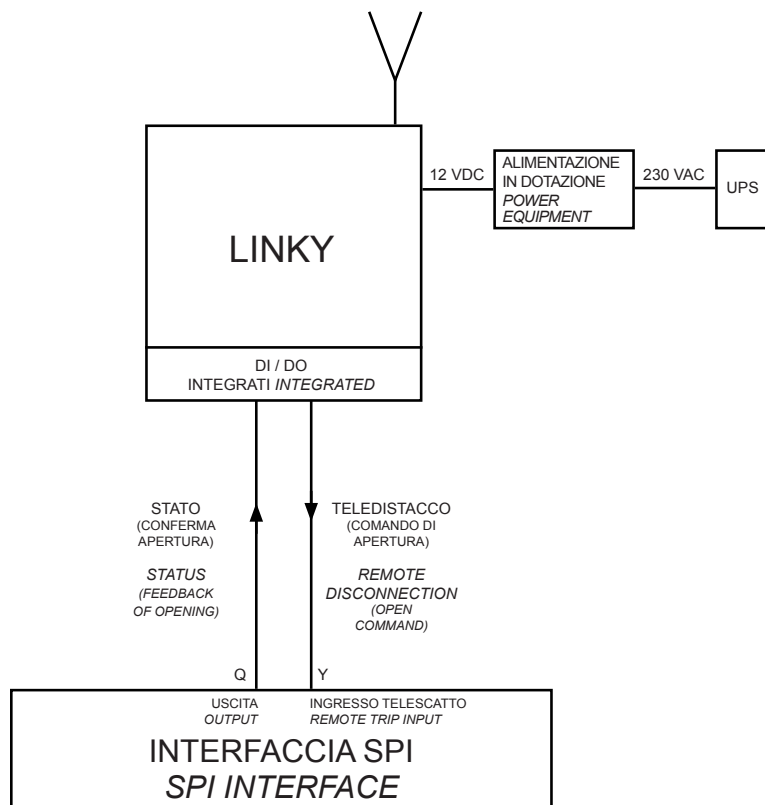 12 VDC
ALIMENTAZIONE
IN DOTAZIONE
POWER
EQUIPMENT
230 VAC
UPS
LINKY
DI / DO
INTEGRATI INTEGRATED
STATO
(CONFERMA
APERTURA)
STATUS
(FEEDBACK
OF OPENING)
TELEDISTACCO
(COMANDO DI
APERTURA)
REMOTE
DISCONNECTION
(OPEN
COMMAND)
Q
Y
USCITA
OUTPUT
INGRESSO TELESCATTO
REMOTE TRIP INPUT
INTERFACCIA SPI
SPI INTERFACE